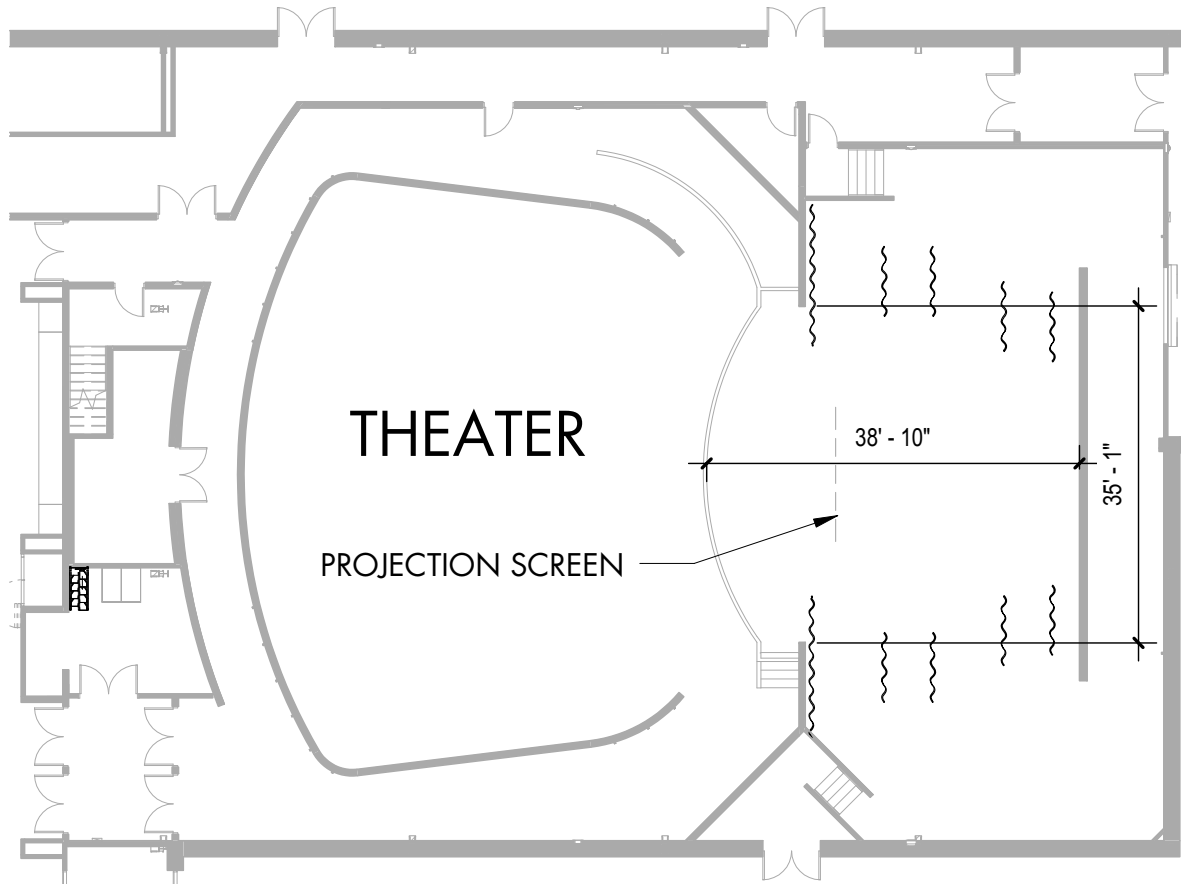 THEATER
38' - 10"
35' - 1"
PROJECTION SCREEN